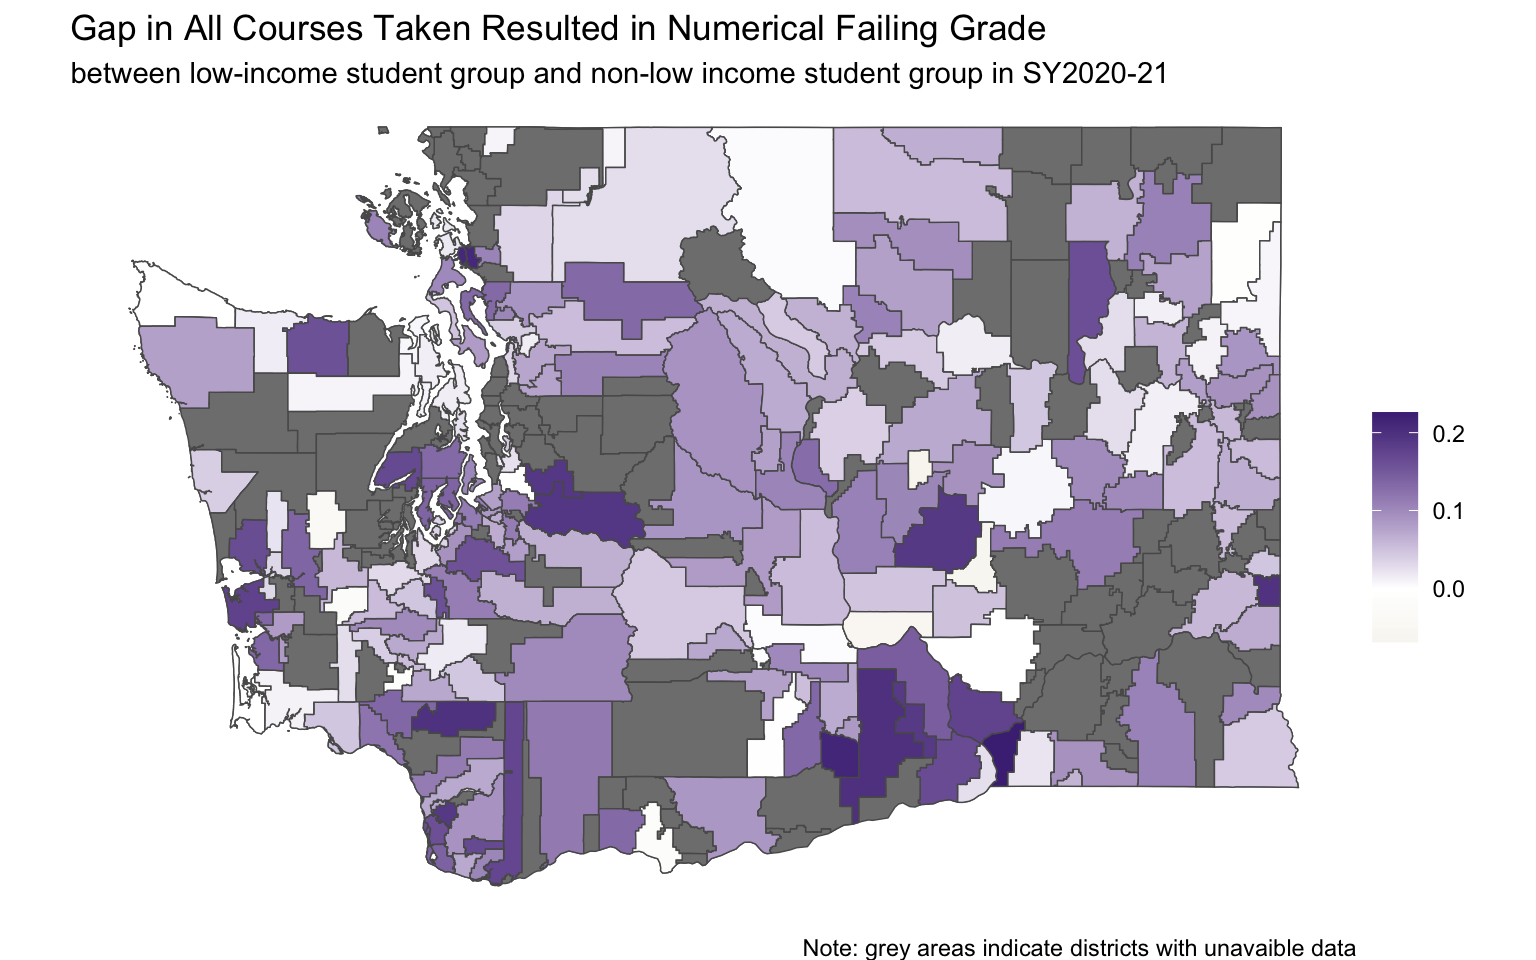 Gap in All Courses Taken Resulted in Numerical Failing Grade
between low-income student group and non-low income student group in SY2020-21
0.2
0.1
0.0
Note: grey areas indicate districts with unavaible data